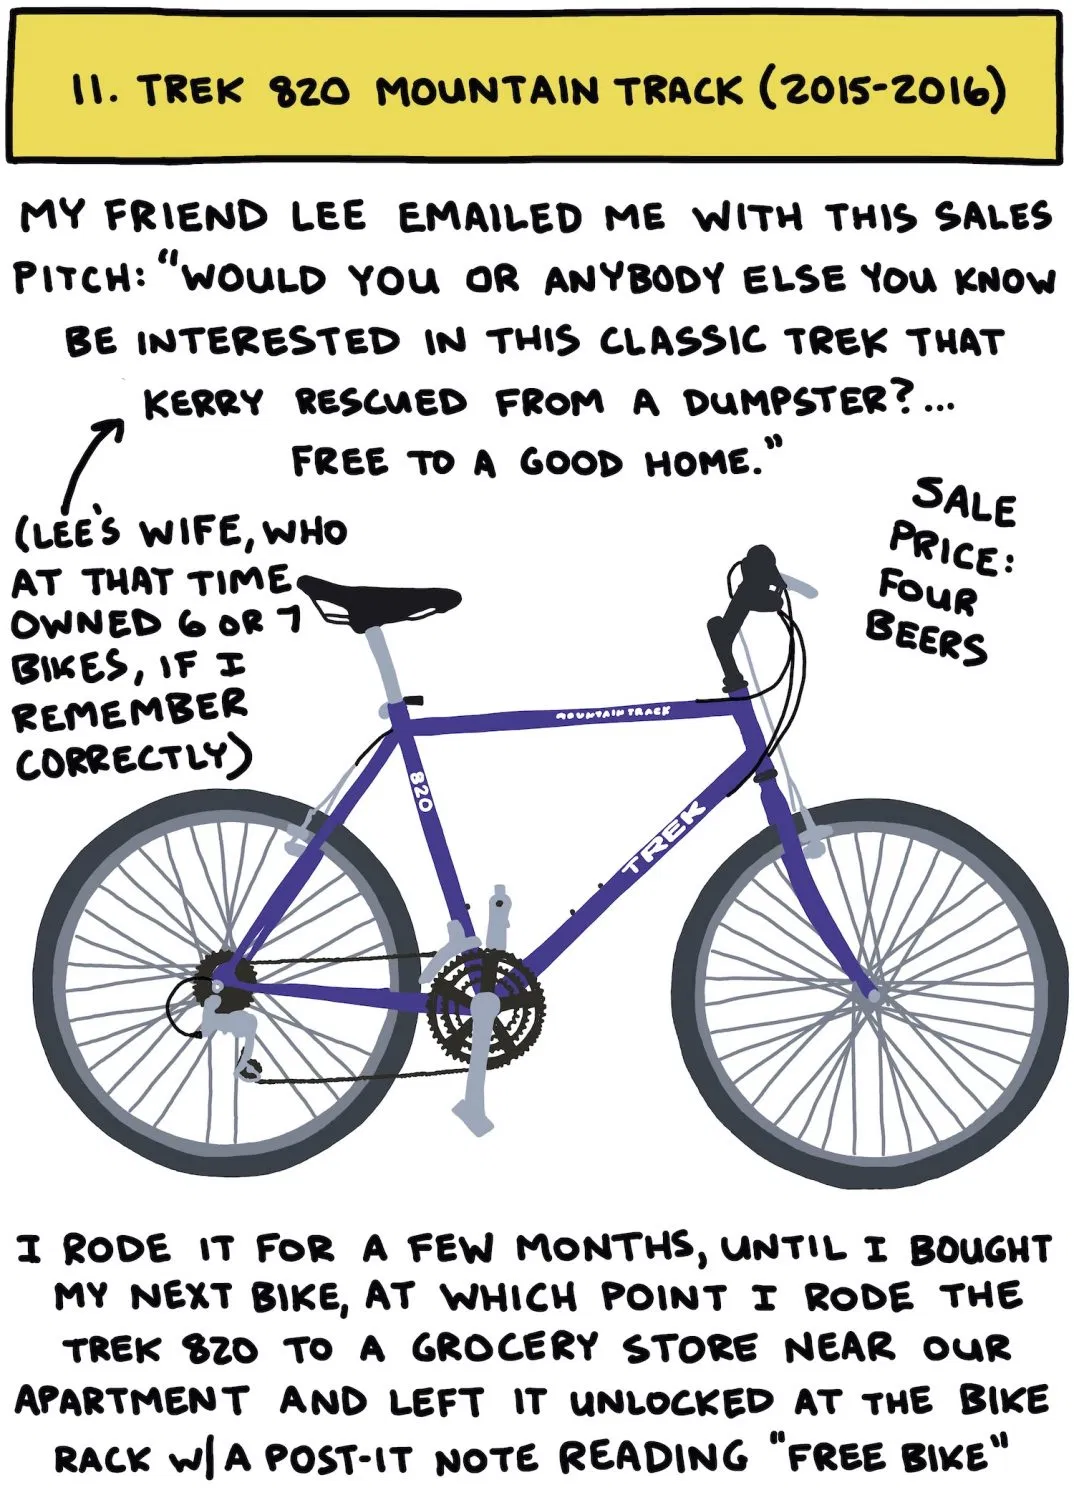 11. TREK 820 MOUNTAIN TRACK (2015-2016)
MY FRIEND LEE EMAILED ME WITH THIS SALES
PITCH: "WOULD YOU OR ANYBODY ELSE YOU KNOW
BE INTERESTED IN THIS CLASSIC TREK THAT
KERRY RESCUED FROM A DUMPSTER?...
FREE TO A GOOD HOME."
(LEE'S WIFE, WHO
AT THAT TIME
OWNED 6 OR 7
BIKES, IF I
REMEMBER
CORRECTLY)
SALE
PRICE:
FOUR
BEERS
MOUNTAIN TRACK
820
TREK
I RODE IT FOR A FEW MONTHS, UNTIL I BOUGHT
MY NEXT BIKE, AT WHICH POINT I RODE THE
TREK 820 TO A GROCERY STORE NEAR OUR
APARTMENT AND LEFT IT UNLOCKED AT THE BIKE
RACK W/A POST-IT NOTE READING "FREE BIKE"